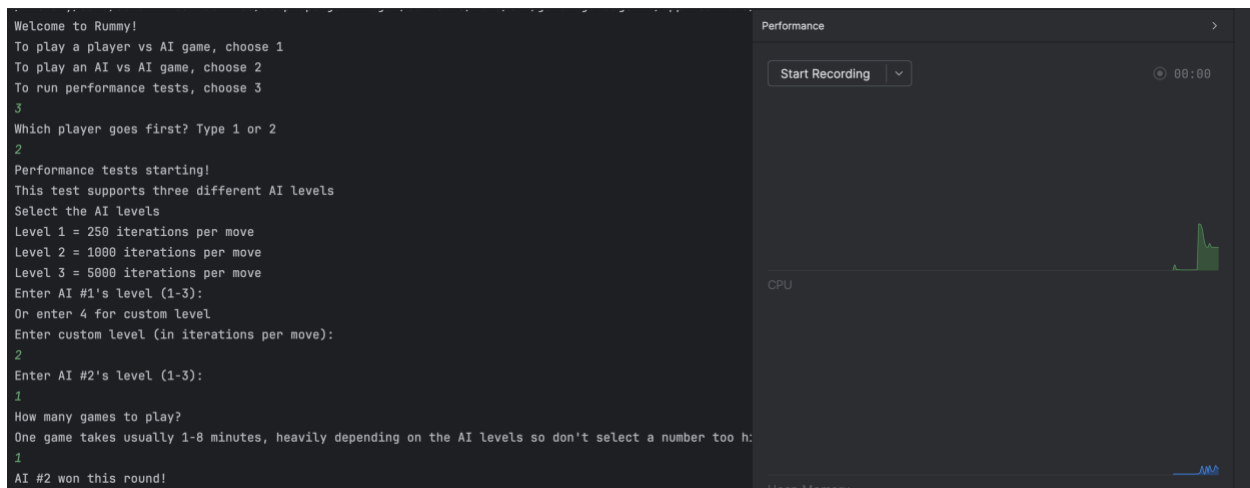 Welcome to Rummy!
To play a player vs AI game, choose 1
To play an AI vs AI game, choose 2
To run performance tests, choose 3
3
Which player goes first? Type 1 or 2
2
Performance tests starting!
This test supports three different AI levels
Select the AI levels
Level 1 = 250 iterations per move
Level 2 = 1000 iterations per move
Level 3 = 5000 iterations per move
Enter AI #1's level (1-3):
Or enter 4 for custom level
Enter custom level (in iterations per move):
2
Enter AI #2's level (1-3):
1
How many games to play?
One game takes usually 1-8 minutes, heavily depending on the AI levels so don't select a number too
1
AI #2 won this round!
Performance
Start Recording
00:00
CPU
Heap Memory